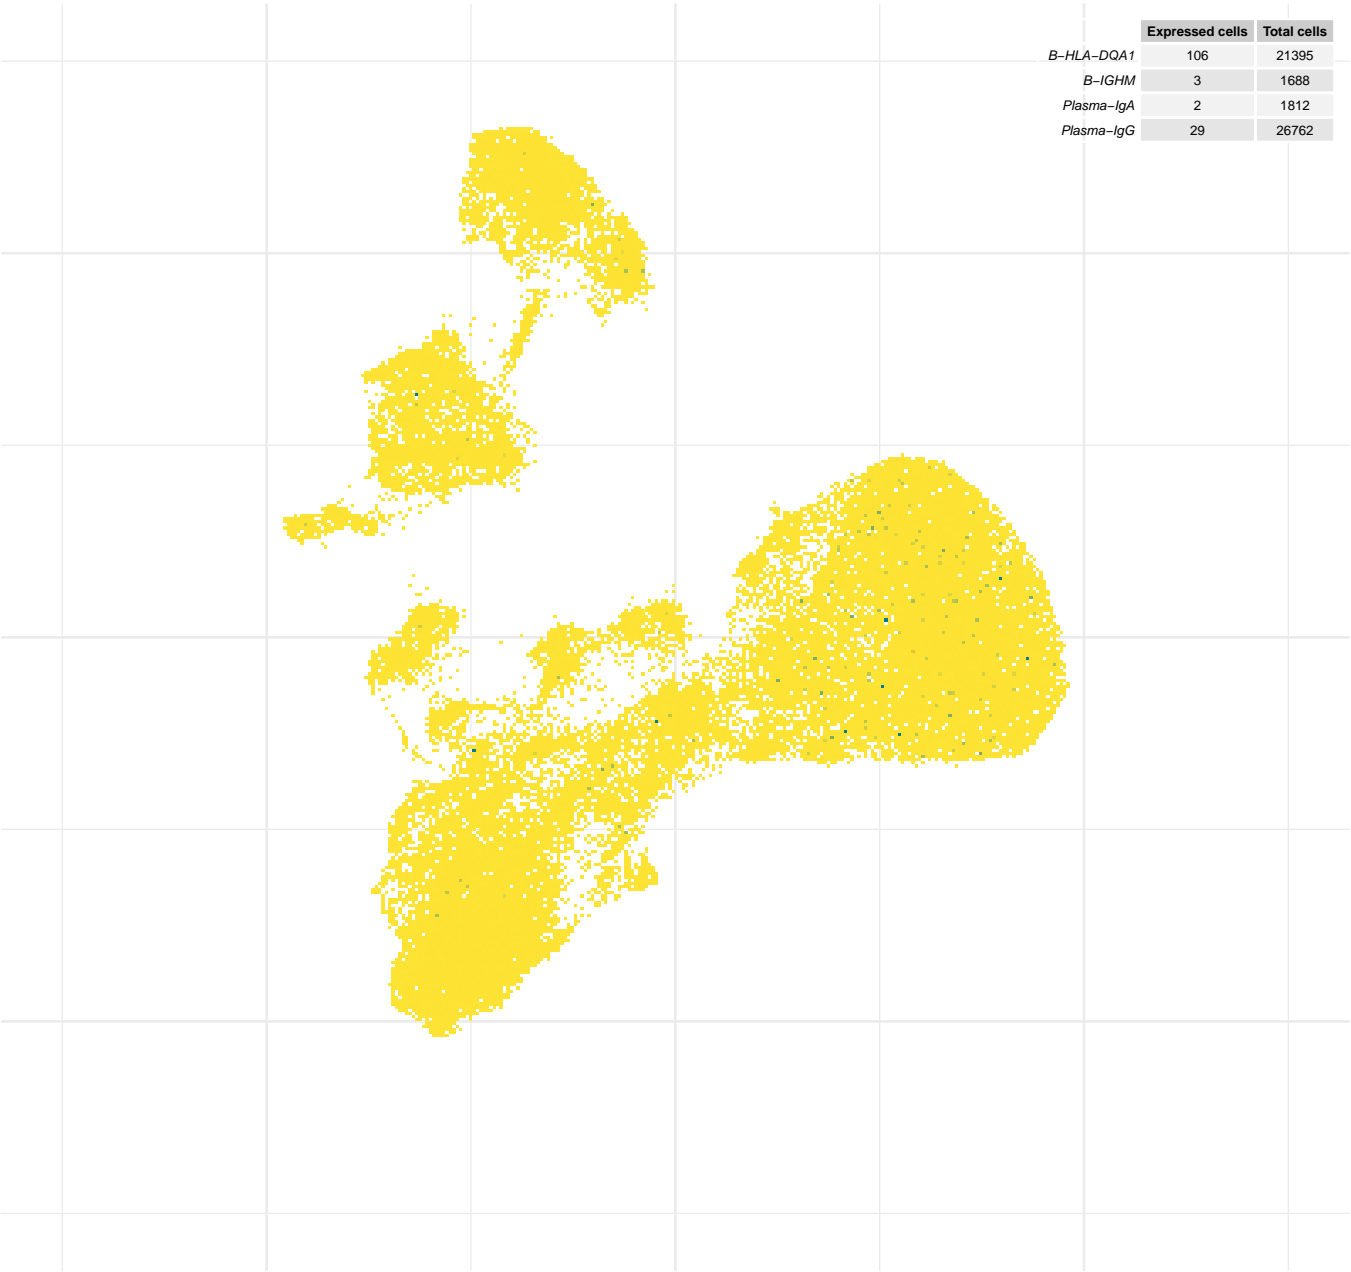 Expressed cells Total cells
B−HLA−DQA1 106 21395
B−IGHM 3 1688
Plasma−IgA 2 1812
Plasma−IgG 29 26762